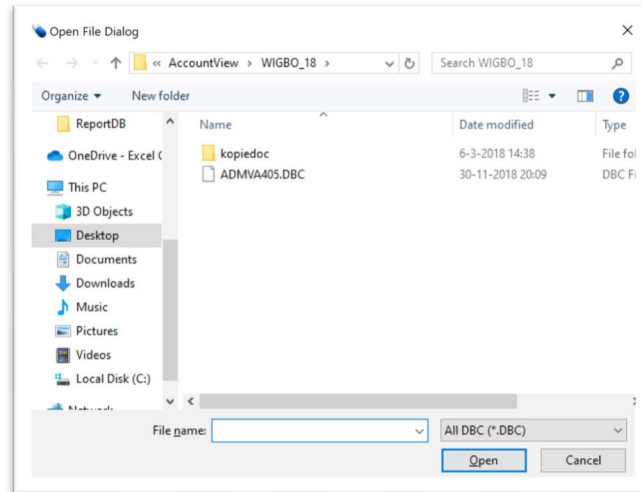 Open File Dialog
« AccountView > WIGBO_18 >
Search WIGBO_18
Organize
New folder
Name
Date modified
Type
ReportDB
OneDrive - Excel
This PC
3D Objects
Desktop
Documents
Downloads
Music
Pictures
Videos
Local Disk (C:)
kopiedoc
6-3-2018 14:38
File fol
ADMVA405.DBC
30-11-2018 20:09
DBC Fi
File name:
All DBC (*.DBC)
Open
Cancel